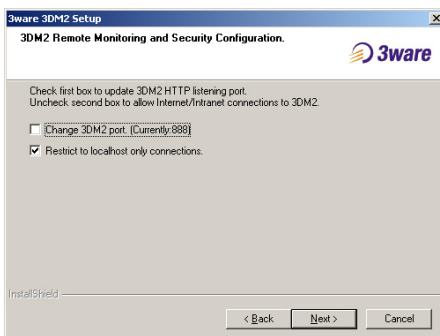 3ware 3DM2 Setup
3DM2 Remote Monitoring and Security Configuration.
3ware
Check first box to update 3DM2 HTTP listening port.
Uncheck second box to allow Internet/Intranet connections to 3DM2.
Change 3DM2 port. (Currently:888)
Restrict to localhost only connections.
InstallShield
< Back
Next >
Cancel